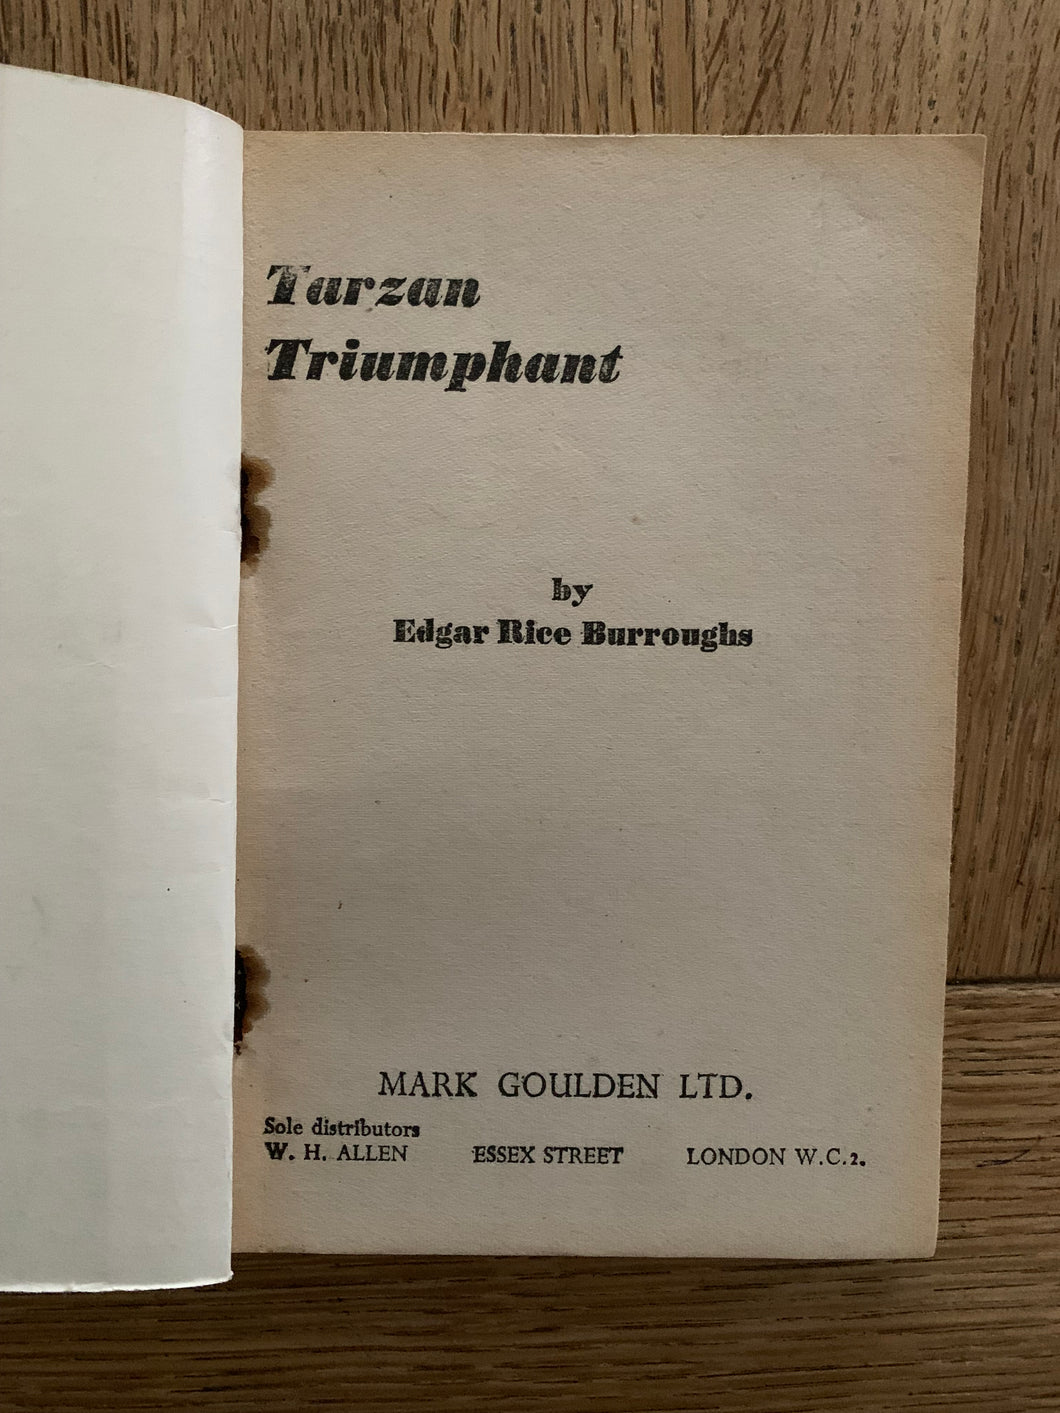 Tarzan
Triumphant
by
Edgar Rice Burroughs
MARK GOULDEN LTD.
Sole distributors
W. H. ALLEN ESSEX STREET LONDON W.C.2.